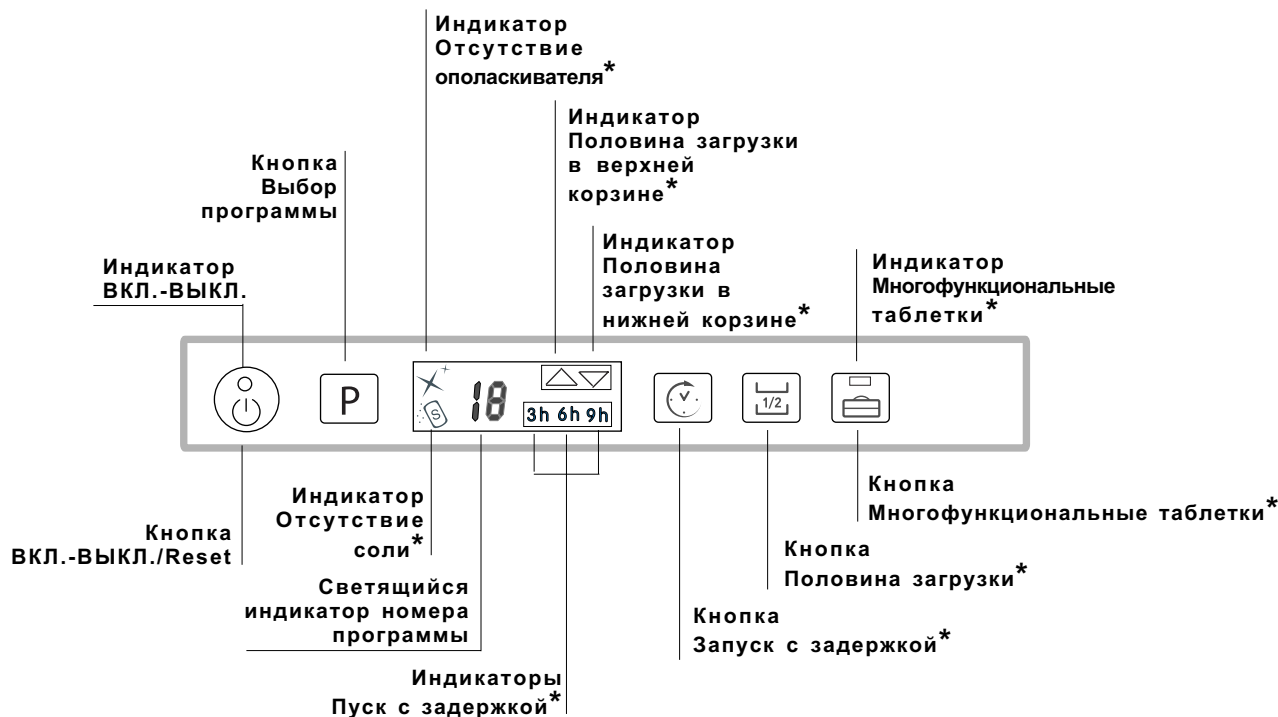 Индикатор
Отсутствие
ополаскивателя*
Индикатор
Половина загрузки
в верхней
корзине*
Кнопка
Выбор
программы
Индикатор
Половина
загрузки в
нижней корзине*
Индикатор
ВКЛ.-ВЫКЛ.
Индикатор
Многофункциональные
таблетки*
P
S
18
3h 6h 9h
1/2
Кнопка
ВКЛ.-ВЫКЛ./Reset
Индикатор
Отсутствие
соли*
Светящийся
индикатор номера
программы
Индикаторы
Пуск с задержкой*
Кнопка
Запуск с задержкой*
Кнопка
Половина загрузки*
Кнопка
Многофункциональные таблетки*